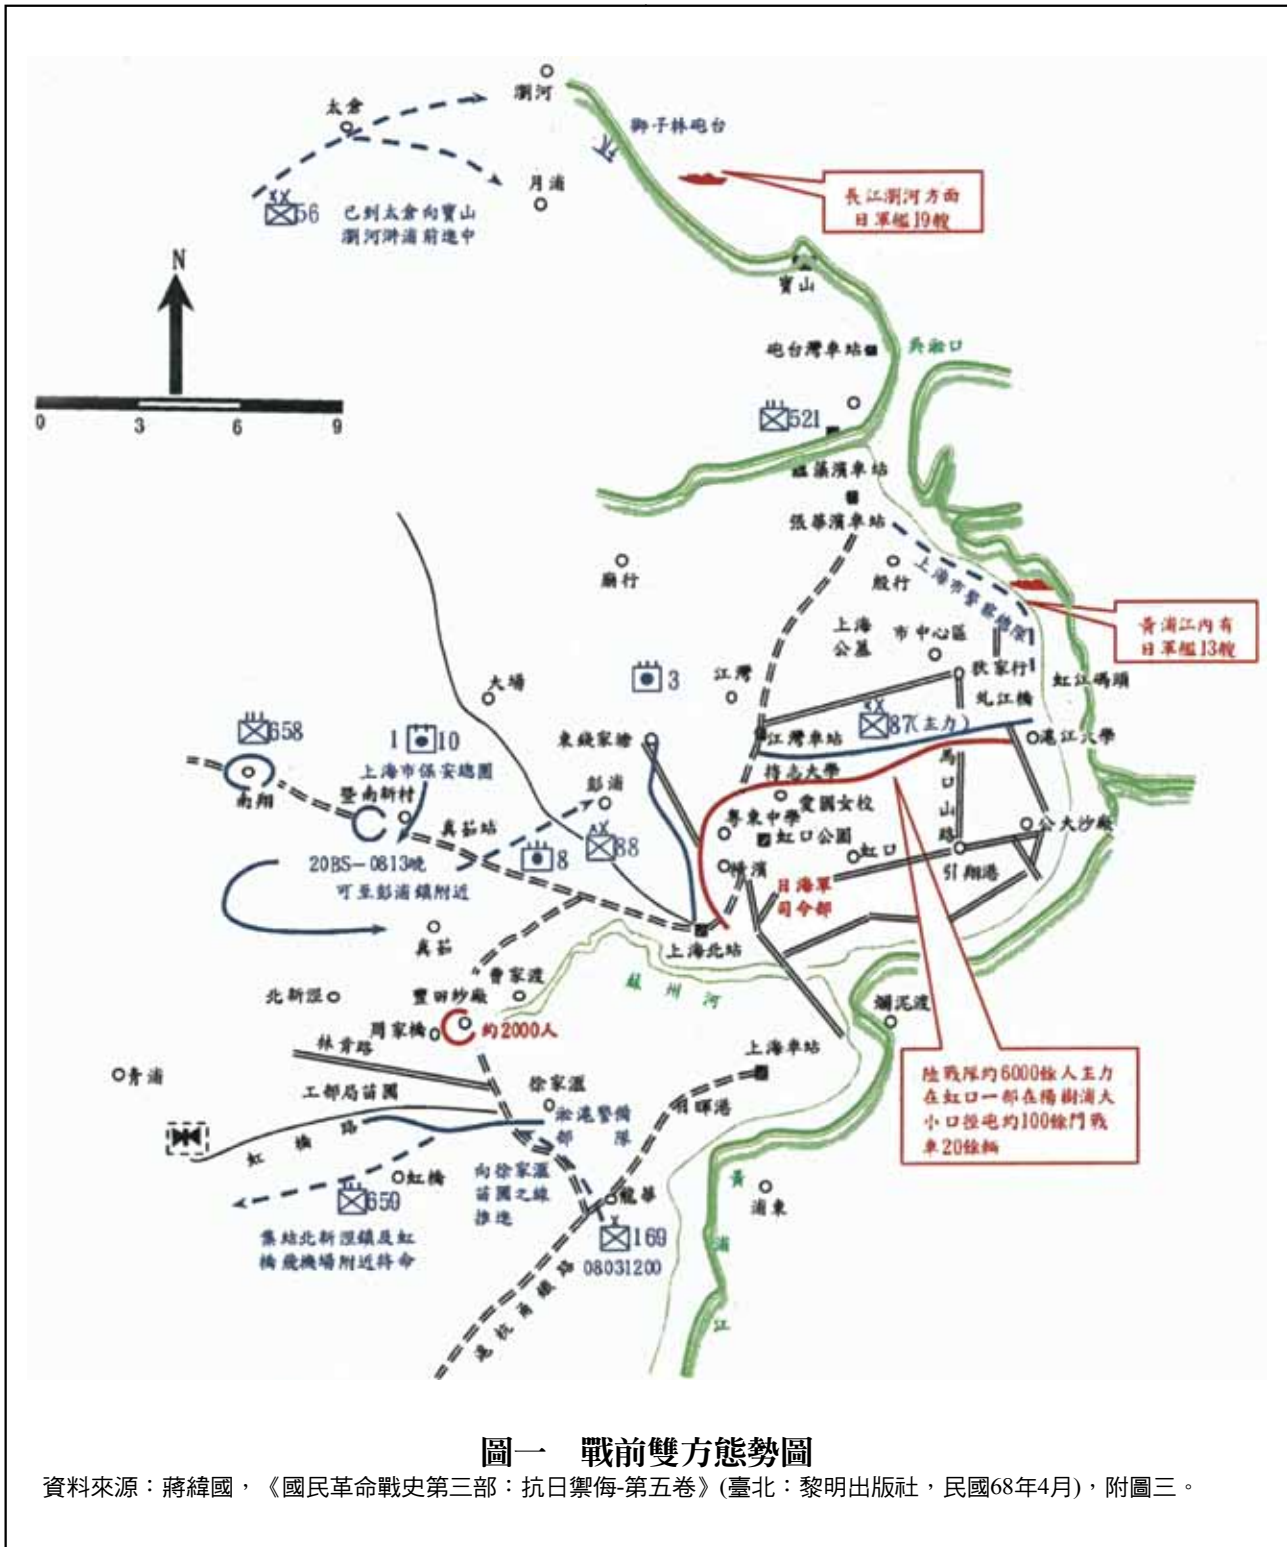 瀏河
太倉
獅子林砲台
月浦
長江瀏河方面
日軍艦19艘
XX
56
已到太倉向寶山
瀏河滸浦前進中
N
寶山
砲台灣車站
吳淞口
0
3
6
9
521
蘊藻濱車站
張華濱車站
廟行
殷行
上海市警察總隊
黃浦江內有
日軍艦13艘
上海
公墓
市中心區
狄家行
虬江碼頭
虬江橋
3
江灣
大場
XX
87(主力)
658
1
10
東錢家塘
江灣車站
滬江大學
上海市保安總團
持志大學
南翔
暨南新村
彭浦
愛國女校
馬口山路
粵東中學
公大沙廠
真茹站
XX
88
虹口公園
虹口
20BS-0813晚
可至彭浦鎮附近
8
橫濱
引翔港
日海軍
司令部
真茹
上海北站
曹家渡
蘇州河
北新涇
豐田紗廠
爛泥渡
周家橋
約2000人
林肯路
上海車站
青浦
徐家滙
陸戰隊約6000餘人主力
在虹口一部在楊樹浦大
小口徑砲約100餘門戰
車20餘輛
工部局苗圃
日暉港
淞滬警備
部隊
虹橋路
向徐家滙
苗圃之線
推進
黃浦江
虹橋
659
龍華
浦東
集結北新涇鎮及虹
橋飛機場附近待命
X
169
08031200
滬杭甬鐵路
圖一　戰前雙方態勢圖
資料來源：蔣緯國，《國民革命戰史第三部：抗日禦侮-第五卷》(臺北：黎明出版社，民國68年4月)，附圖三。